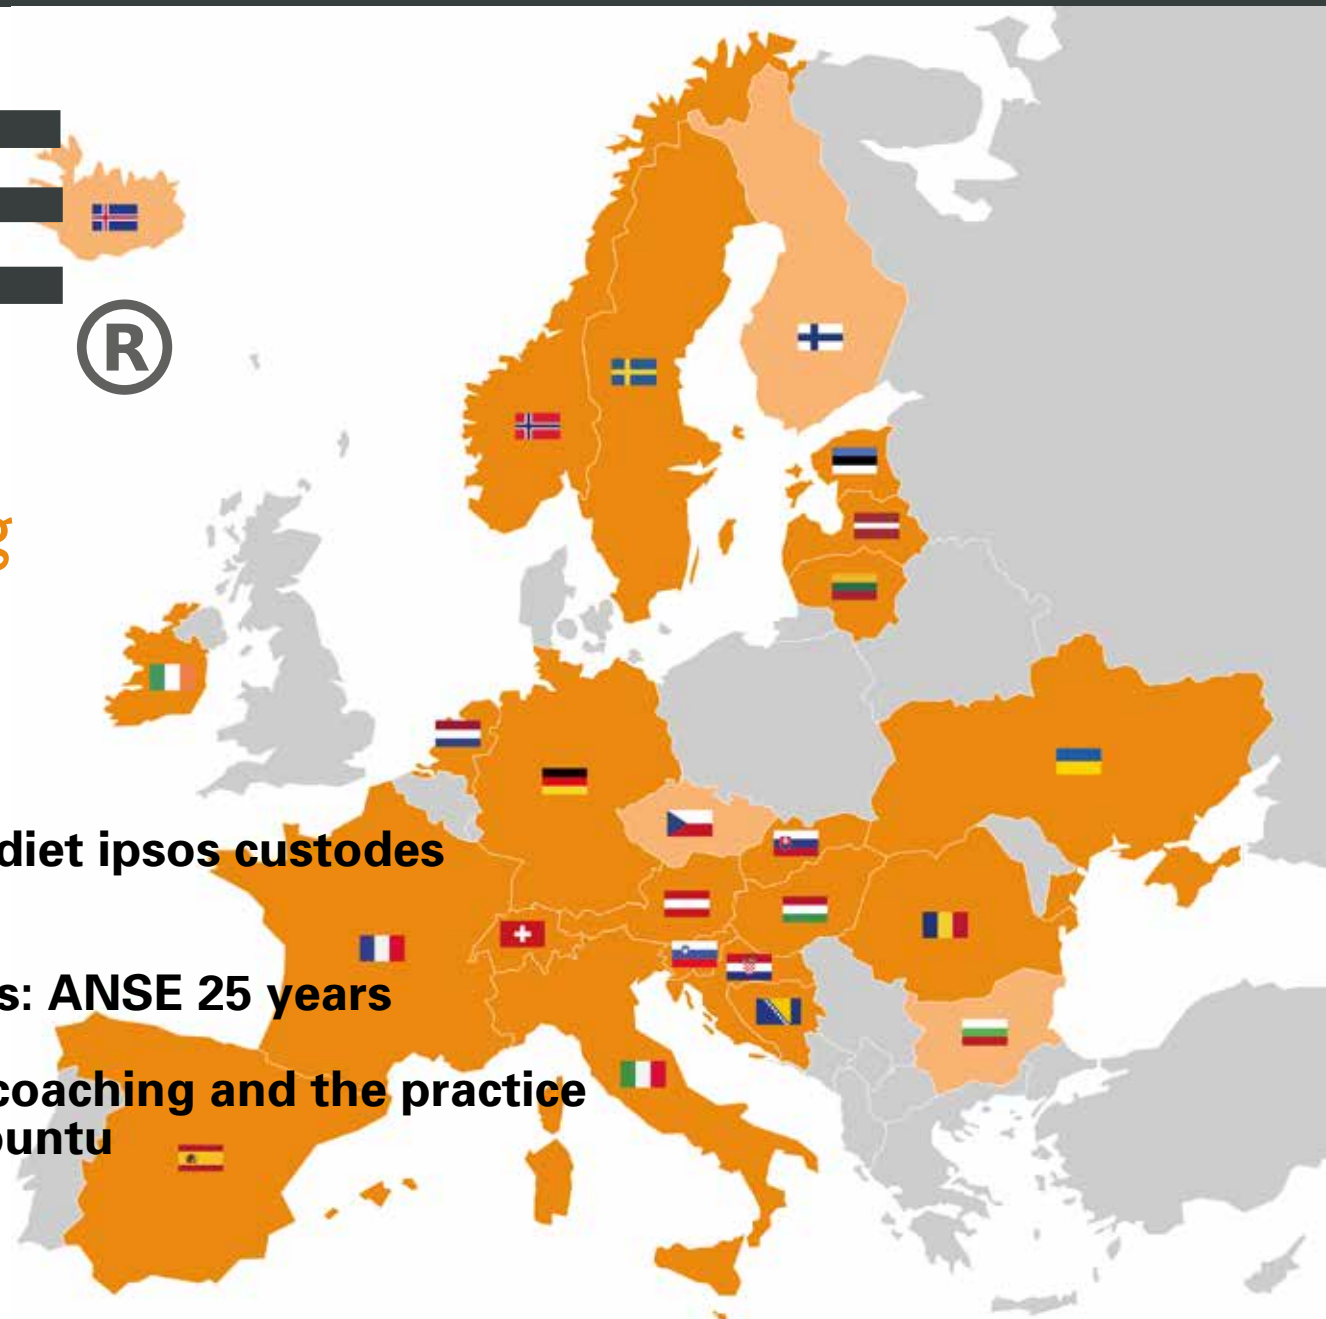 ®
g
diet ipsos custodes
s: ANSE 25 years
coaching and the practice
untu